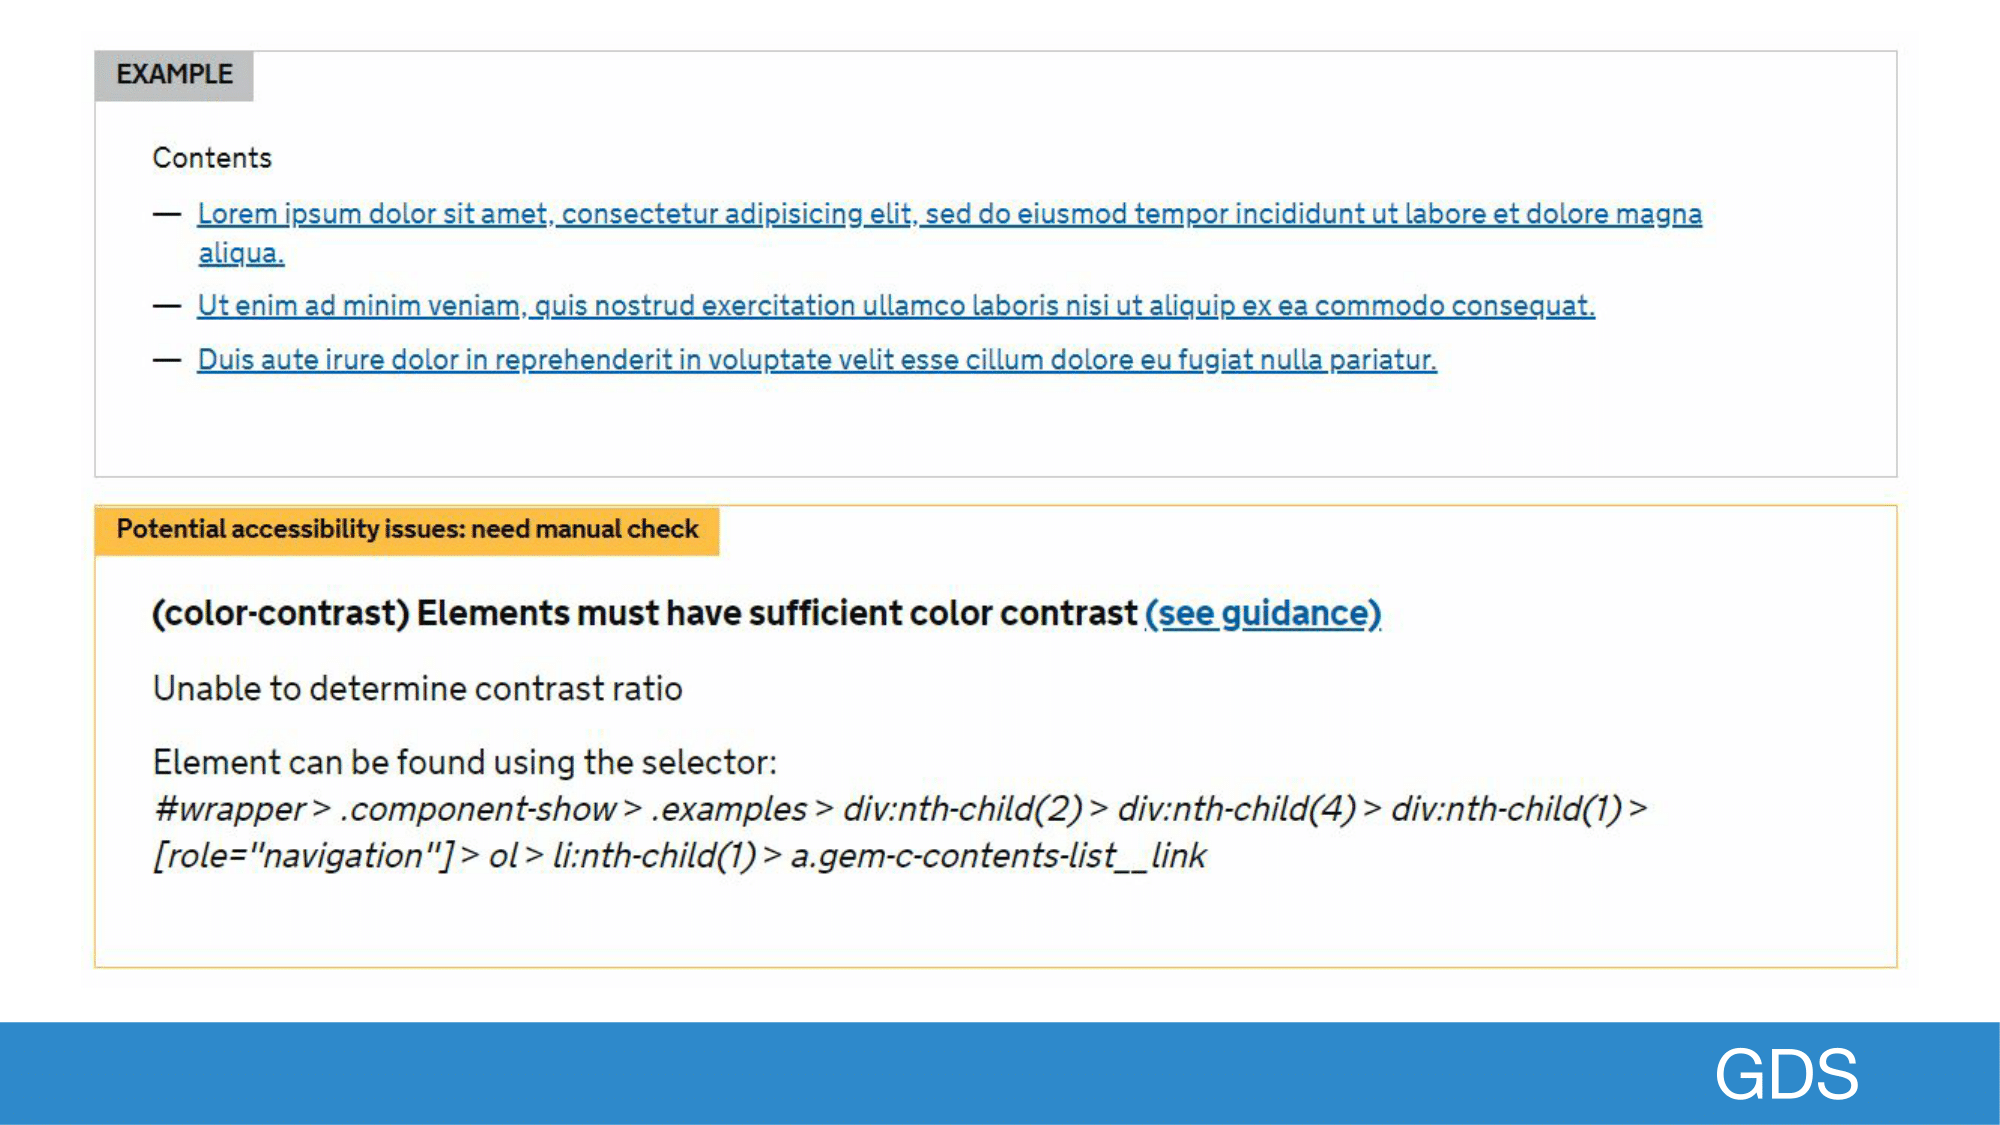 EXAMPLE
Contents
— Lorem ipsum dolor sit amet, consectetur adipisicing elit, sed do eiusmod tempor incididunt ut labore et dolore magna
aliqua.
— Ut enim ad minim veniam, quis nostrud exercitation ullamco laboris nisi ut aliquip ex ea commodo consequat.
— Duis aute irure dolor in reprehenderit in voluptate velit esse cillum dolore eu fugiat nulla pariatur.
Potential accessibility issues: need manual check
(color-contrast) Elements must have sufficient color contrast (see guidance)
Unable to determine contrast ratio
Element can be found using the selector:
#wrapper > .component-show > .examples > div:nth-child(2) > div:nth-child(4) > div:nth-child(1) >
[role="navigation"] > ol > li:nth-child(1) > a.gem-c-contents-list__link
GDS